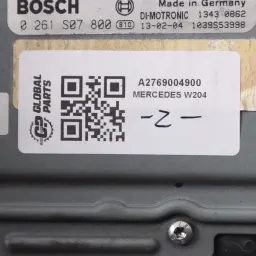 BOSCH
Made in Germany
DI-MOTRONIC 1343 0862
0 261 S07 800 810 13-02-04 1039S53998
GLOBAL PARTS
A2769004900
MERCEDES W204
-2-